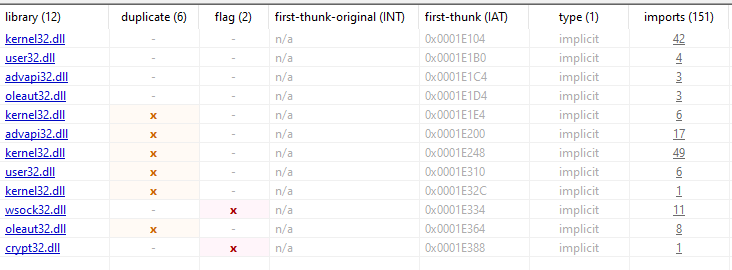 library (12) duplicate (6) flag (2) first-thunk-original (INT) first-thunk (IAT) type (1) imports (151)
kernel32.dll - - n/a 0x0001E104 implicit 42
user32.dll - - n/a 0x0001E1B0 implicit 4
advapi32.dll - - n/a 0x0001E1C4 implicit 3
oleaut32.dll - - n/a 0x0001E1D4 implicit 3
kernel32.dll x - n/a 0x0001E1E4 implicit 6
advapi32.dll x - n/a 0x0001E200 implicit 17
kernel32.dll x - n/a 0x0001E248 implicit 49
user32.dll x - n/a 0x0001E310 implicit 6
kernel32.dll x - n/a 0x0001E32C implicit 1
wsock32.dll - x n/a 0x0001E334 implicit 11
oleaut32.dll x - n/a 0x0001E364 implicit 8
crypt32.dll - x n/a 0x0001E388 implicit 1